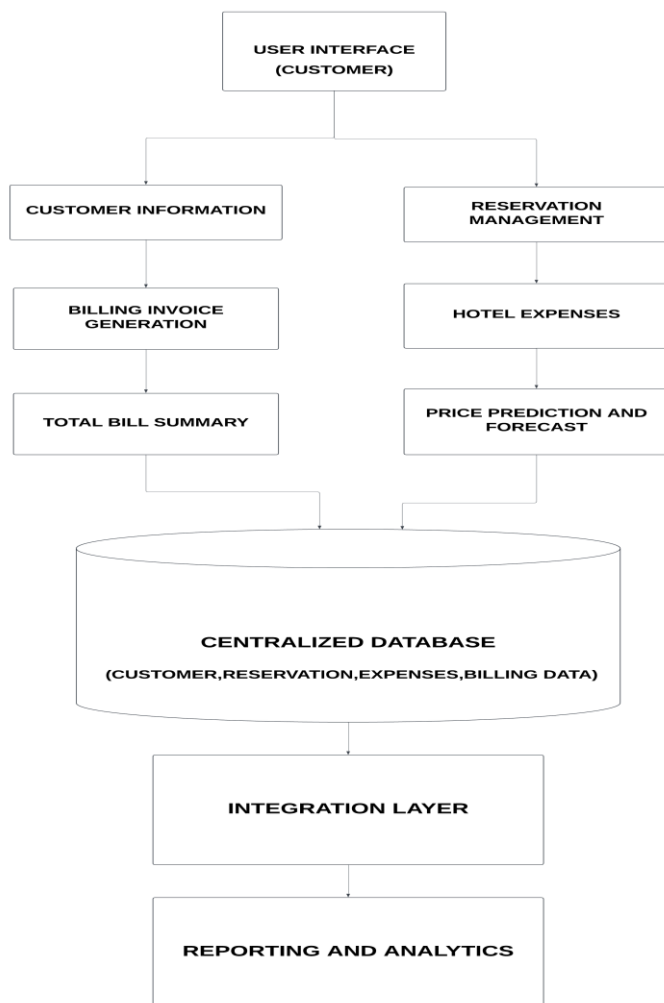 USER INTERFACE
(CUSTOMER)
CUSTOMER INFORMATION
RESERVATION
MANAGEMENT
BILLING INVOICE
GENERATION
HOTEL EXPENSES
TOTAL BILL SUMMARY
PRICE PREDICTION AND
FORECAST
CENTRALIZED DATABASE
(CUSTOMER,RESERVATION,EXPENSES,BILLING DATA)
INTEGRATION LAYER
REPORTING AND ANALYTICS